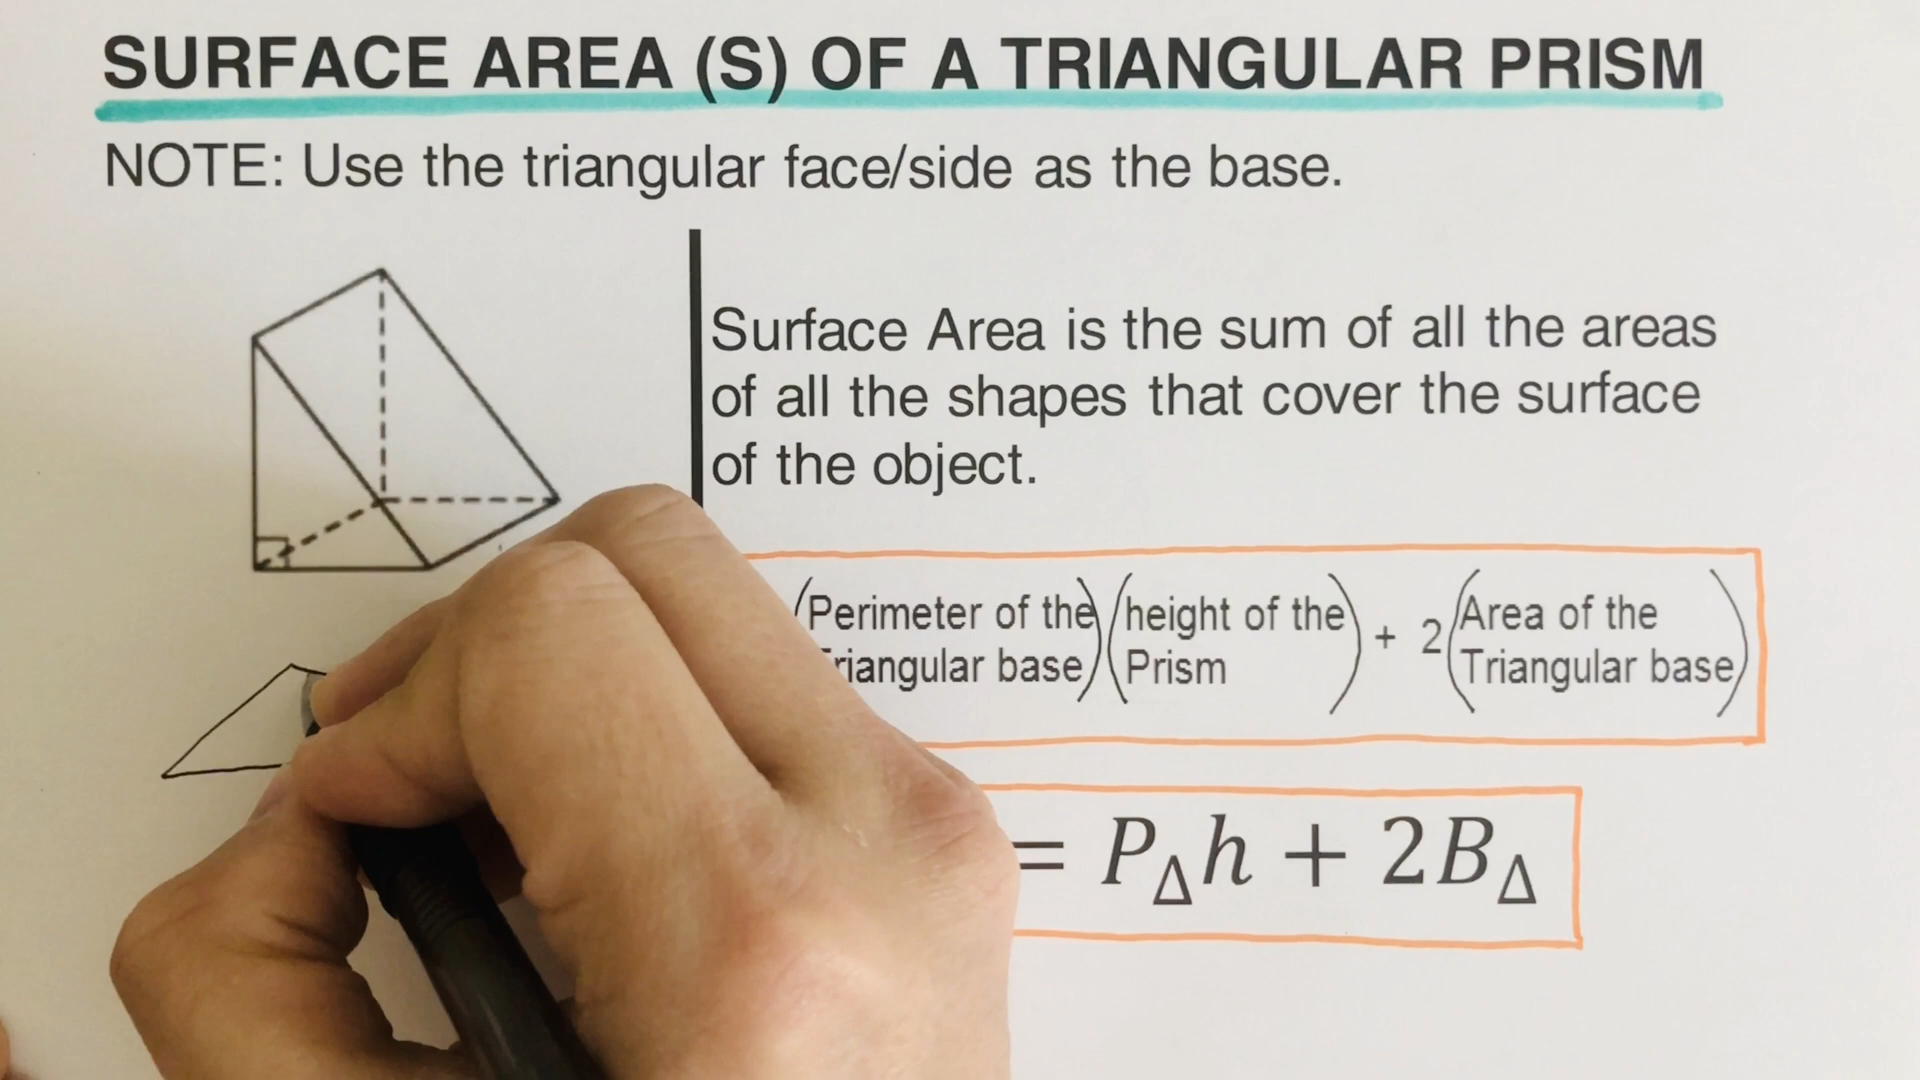 SURFACE AREA (S) OF A TRIANGULAR PRISM
NOTE: Use the triangular face/side as the base.
Surface Area is the sum of all the areas
of all the shapes that cover the surface
of the object.
(Perimeter of the)(height of the) + 2(Area of the
riangular base Prism Triangular base)
= P△h + 2B△